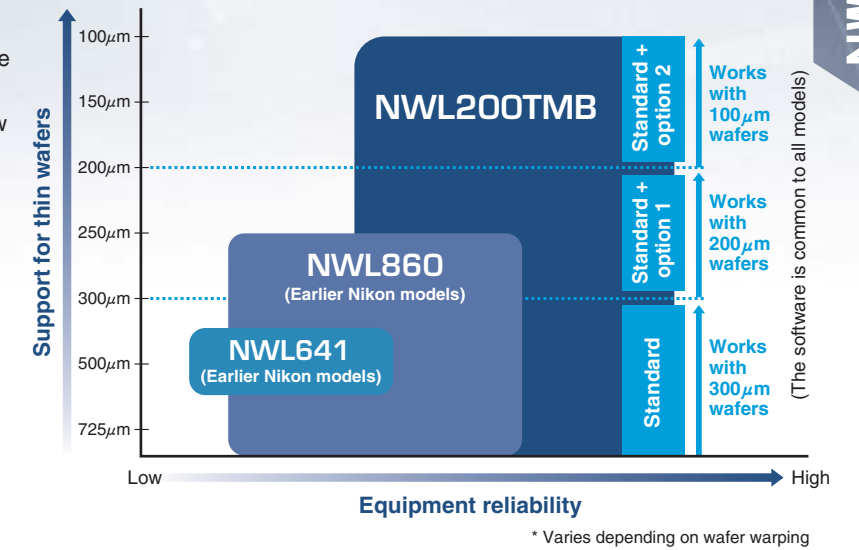 e
w
Support for thin wafers
100μm
150μm
200μm
250μm
300μm
500μm
725μm
NWL200TMB
NWL860
(Earlier Nikon models)
NWL641
(Earlier Nikon models)
Standard +
option 2
Standard +
option 1
Standard
Works
with
100μm
wafers
Works
with
200μm
wafers
Works
with
300μm
wafers
(The software is common to all models)
NW
Low
High
Equipment reliability
* Varies depending on wafer warping